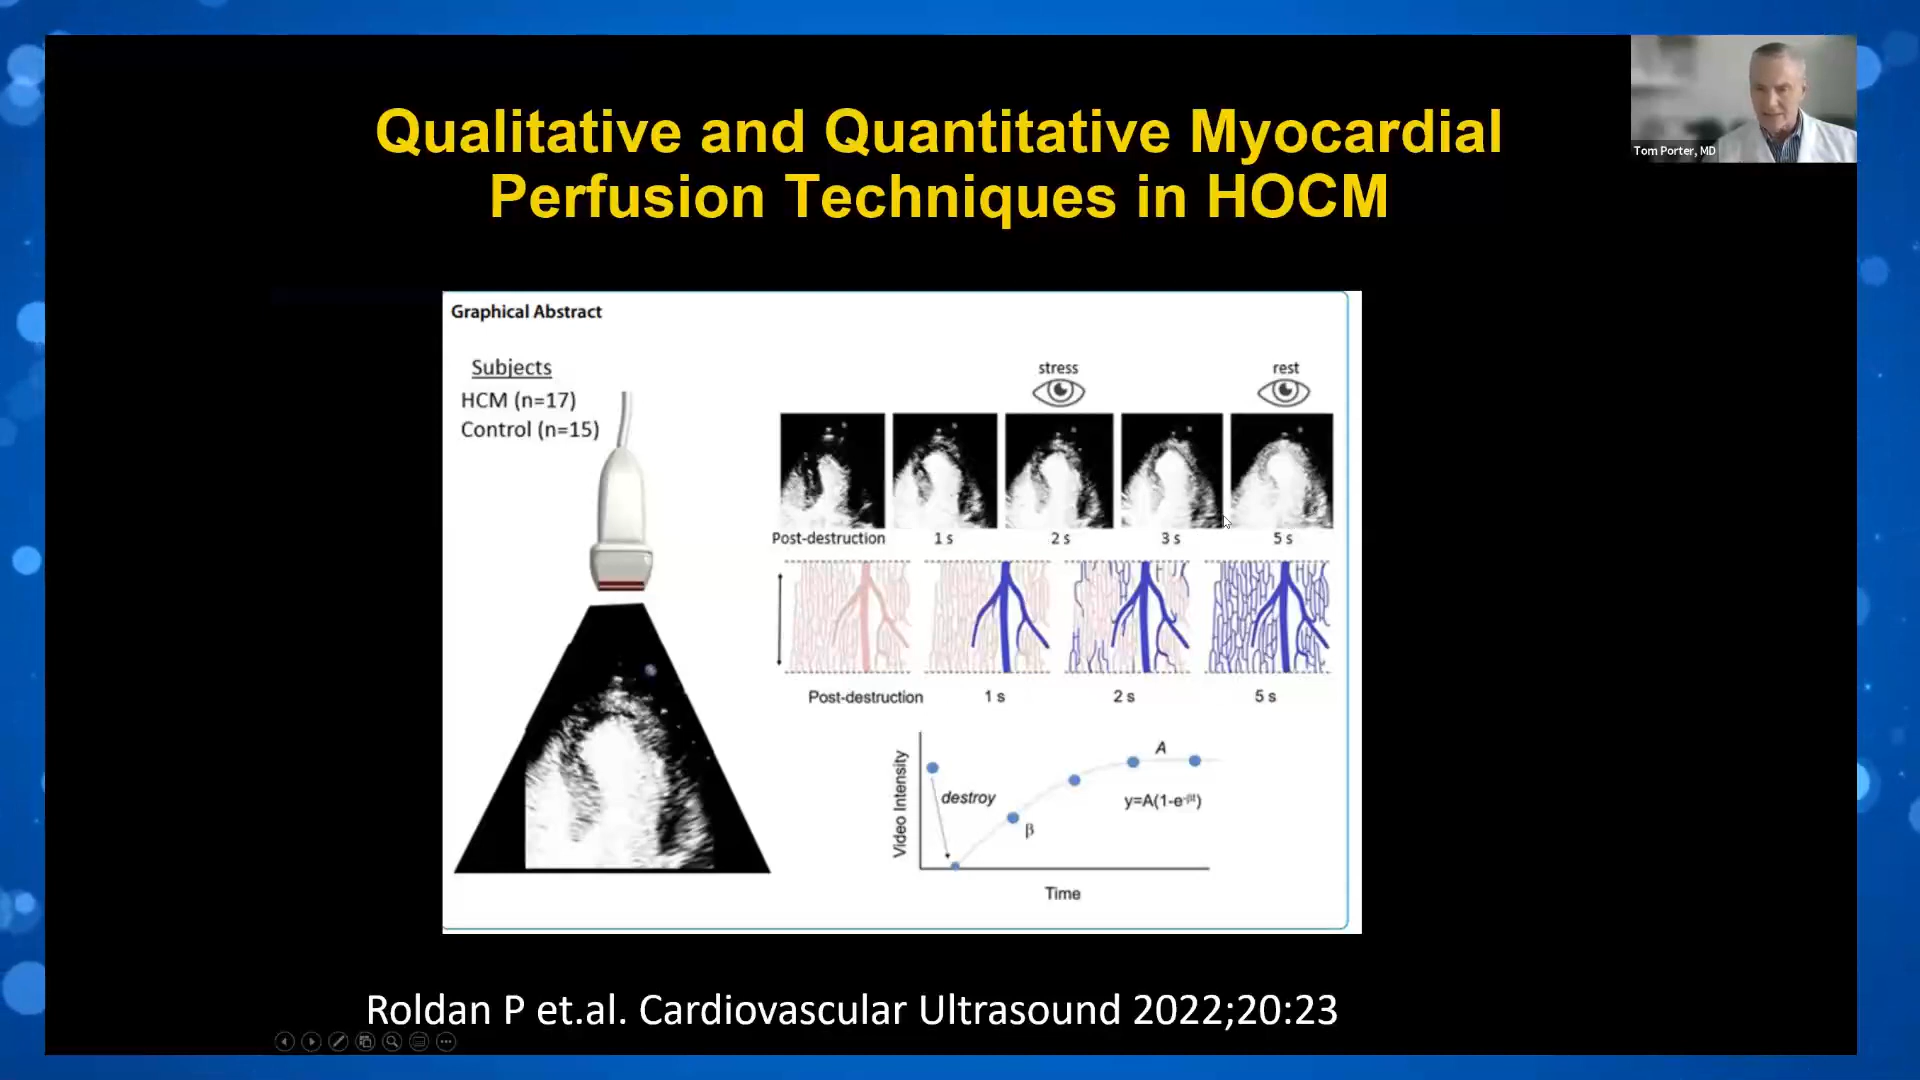 Qualitative and Quantitative Myocardial
Perfusion Techniques in HOCM
Tom Porter, MD
Graphical Abstract
Subjects
HCM (n=17)
Control (n=15)
stress
rest
Post-destruction
1 s
2 s
3 s
5 s
Post-destruction
1 s
2 s
5 s
Video Intensity
destroy
β
A
y=A(1-e-βt)
Time
Roldan P et.al. Cardiovascular Ultrasound 2022;20:23